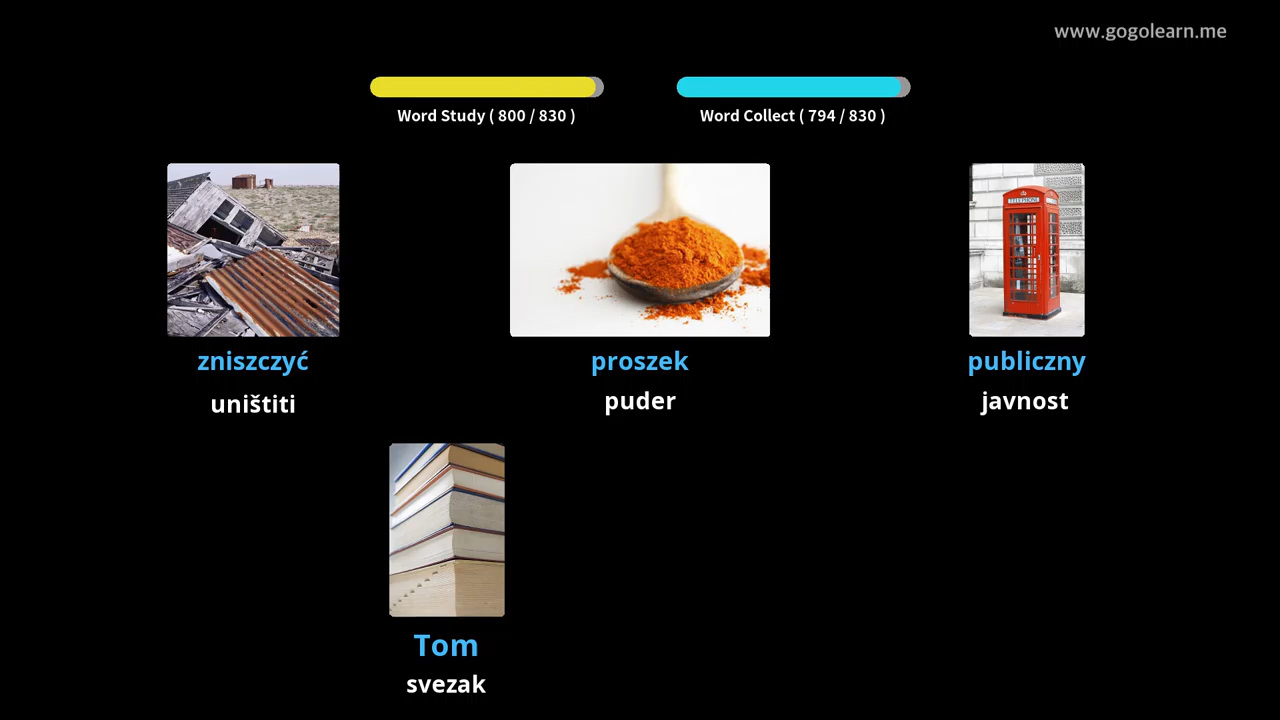 www.gogolearn.me
Word Study ( 800 / 830 )
Word Collect ( 794 / 830 )
TELEPHONE
zniszczyć
proszek
publiczny
uništiti
puder
javnost
Tom
svezak